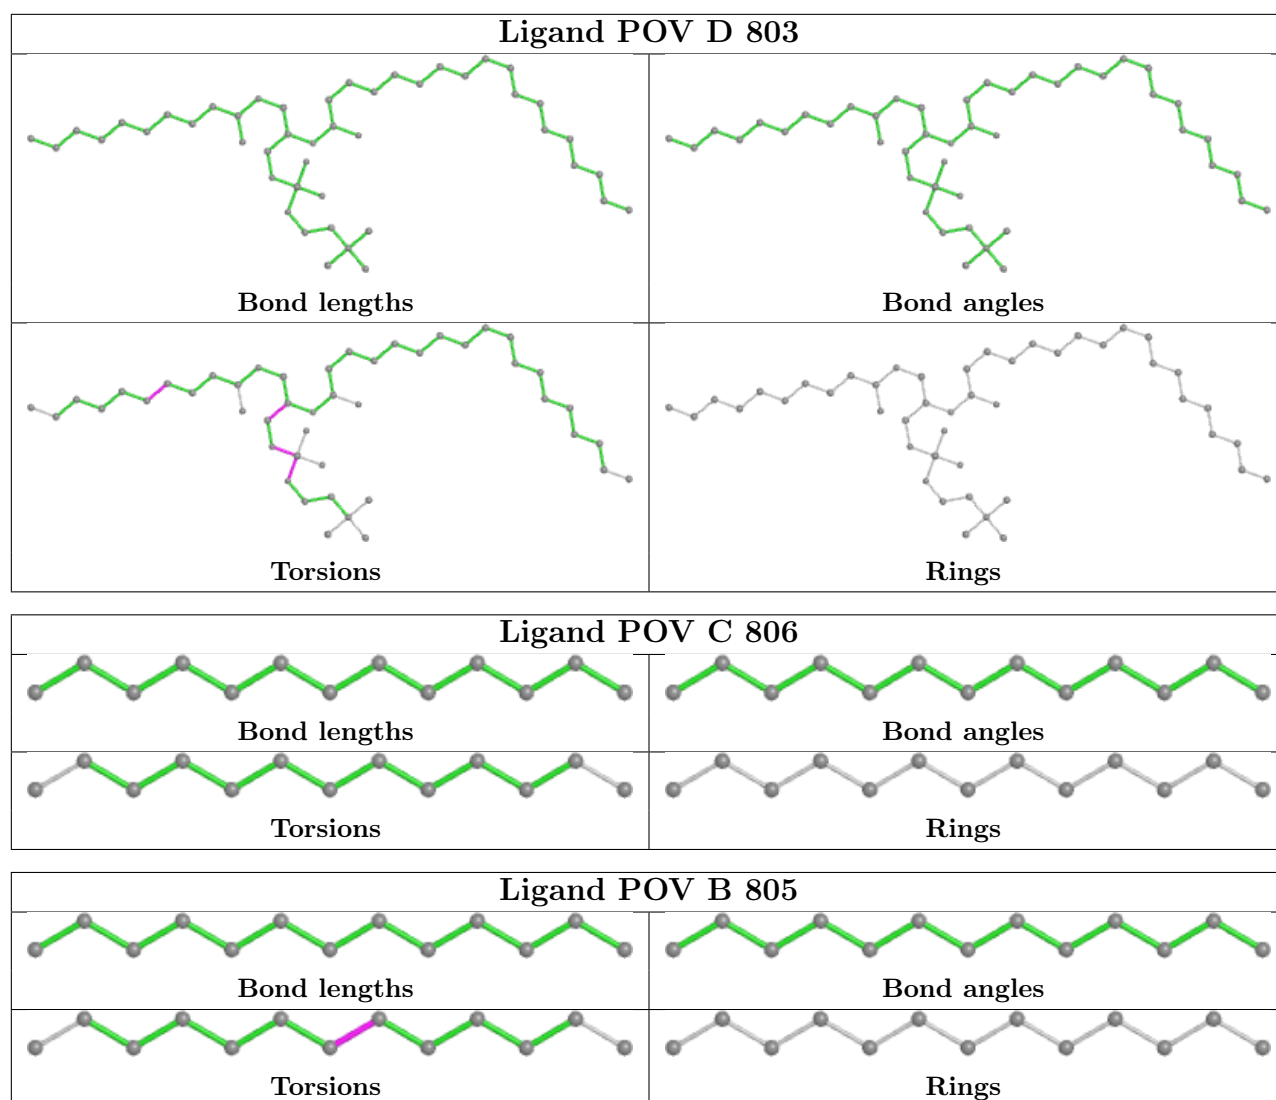 Ligand POV D 803
Bond lengths
Bond angles
Torsions
Rings
Ligand POV C 806
Bond lengths
Bond angles
Torsions
Rings
Ligand POV B 805
Bond lengths
Bond angles
Torsions
Rings